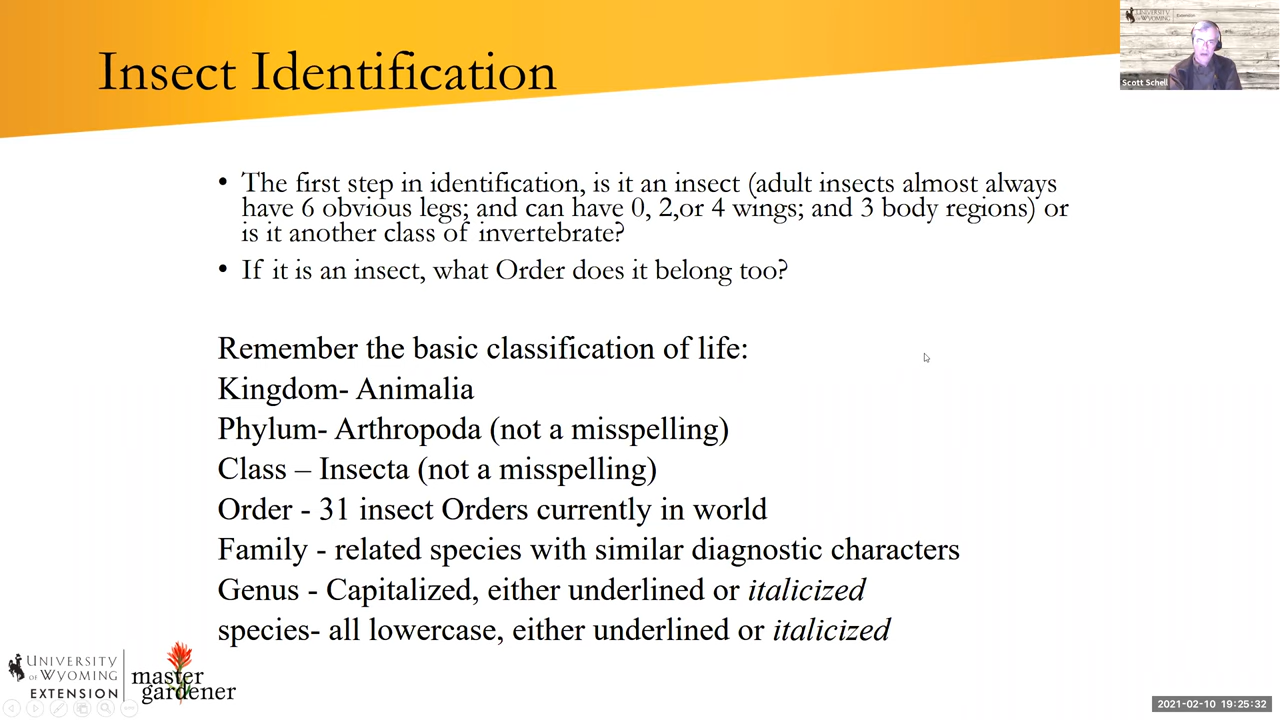 Insect Identification
UNIVERSITY
OF WYOMING
Extension
Scott Schell
• The first step in identification, is it an insect (adult insects almost always
have 6 obvious legs; and can have 0, 2,or 4 wings; and 3 body regions) or
is it another class of invertebrate?
• If it is an insect, what Order does it belong too?
Remember the basic classification of life:
Kingdom- Animalia
Phylum- Arthropoda (not a misspelling)
Class – Insecta (not a misspelling)
Order - 31 insect Orders currently in world
Family - related species with similar diagnostic characters
Genus - Capitalized, either underlined or italicized
species- all lowercase, either underlined or italicized
UNIVERSITY
OF WYOMING
EXTENSION
master
gardener
2021-02-10 19:25:32